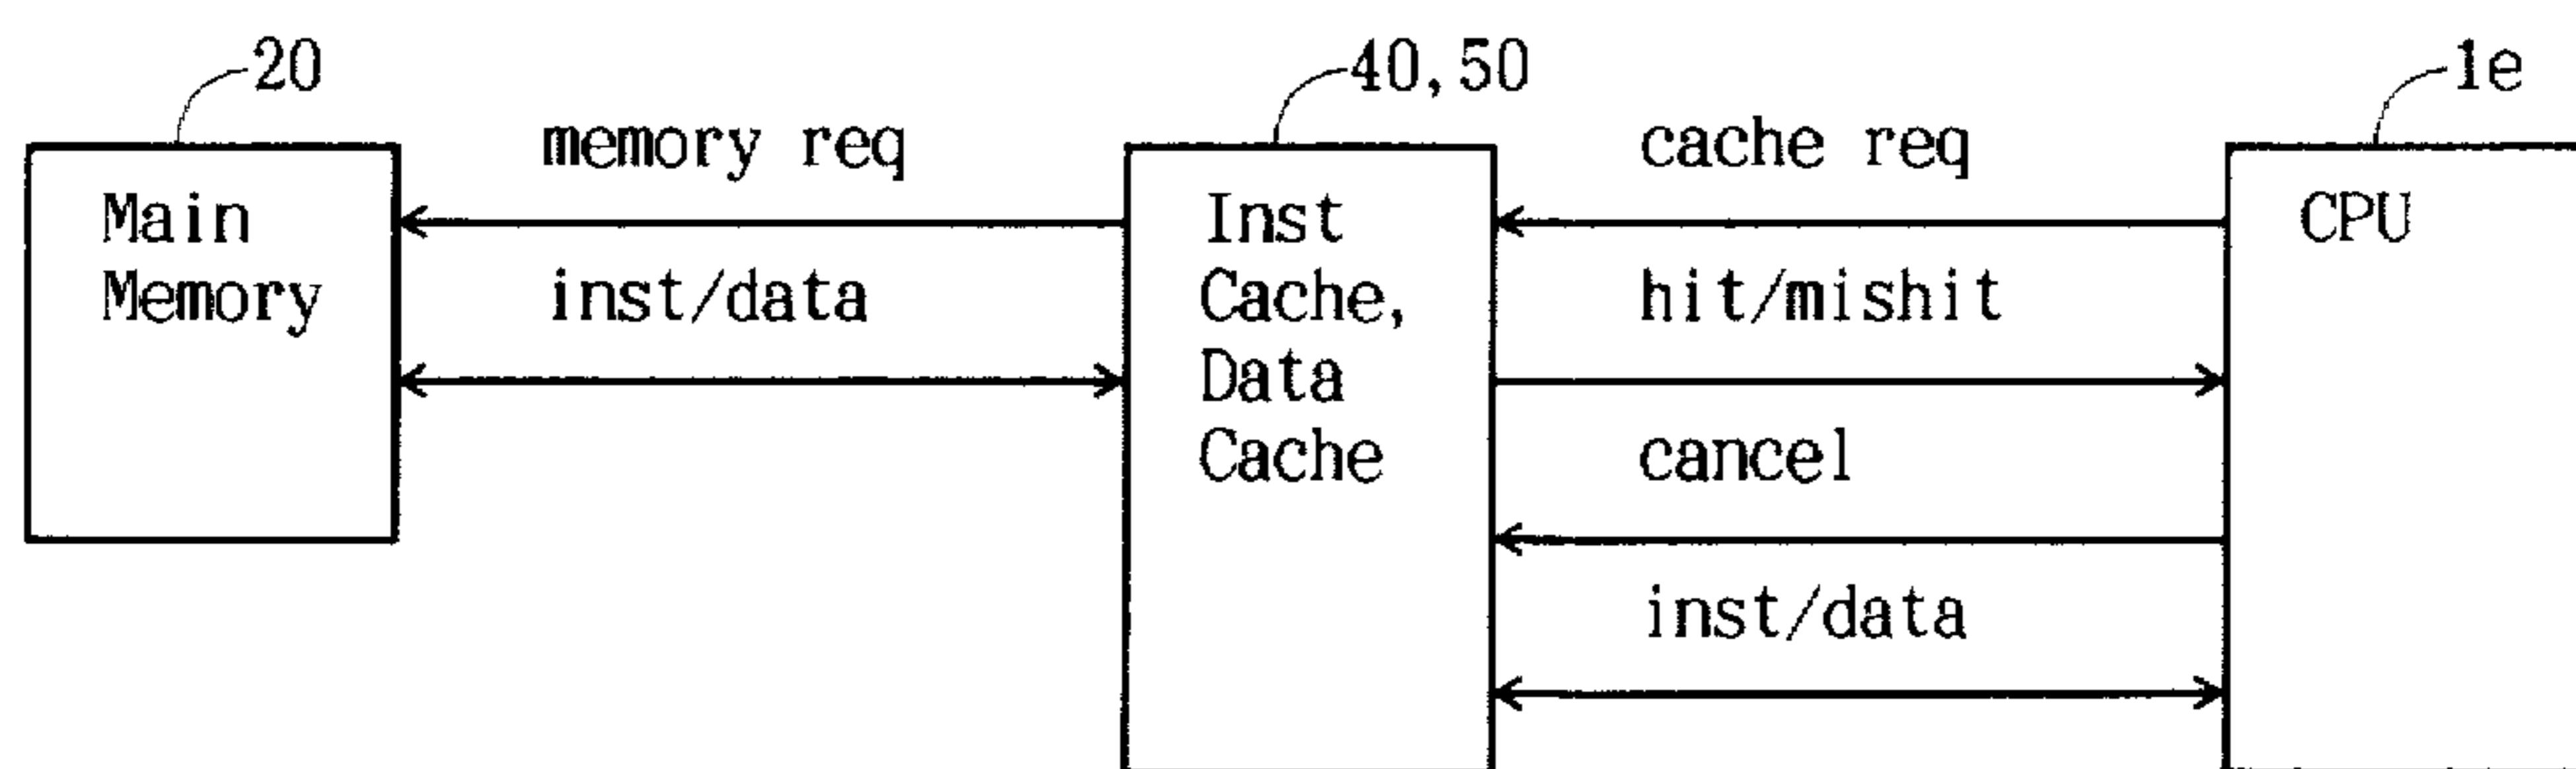 20
40,50
1e
memory req
cache req
Main
Memory
inst/data
Inst
Cache,
Data
Cache
hit/mishit
cancel
inst/data
CPU